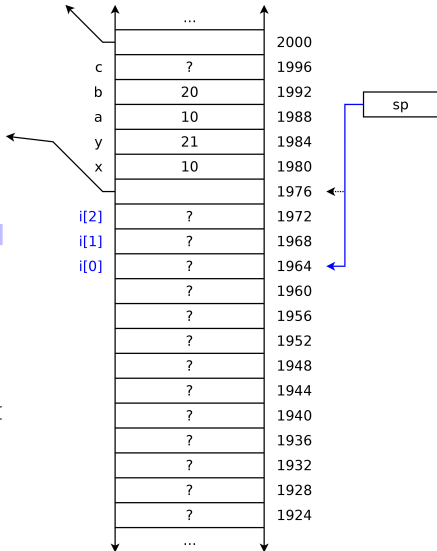 ...
2000
c ? 1996
b 20 1992
a 10 1988
sp
y 21 1984
x 10 1980
1976
i[2] ? 1972
i[1] ? 1968
i[0] ? 1964
? 1960
? 1956
? 1952
? 1948
? 1944
? 1940
? 1936
? 1932
? 1928
? 1924
...